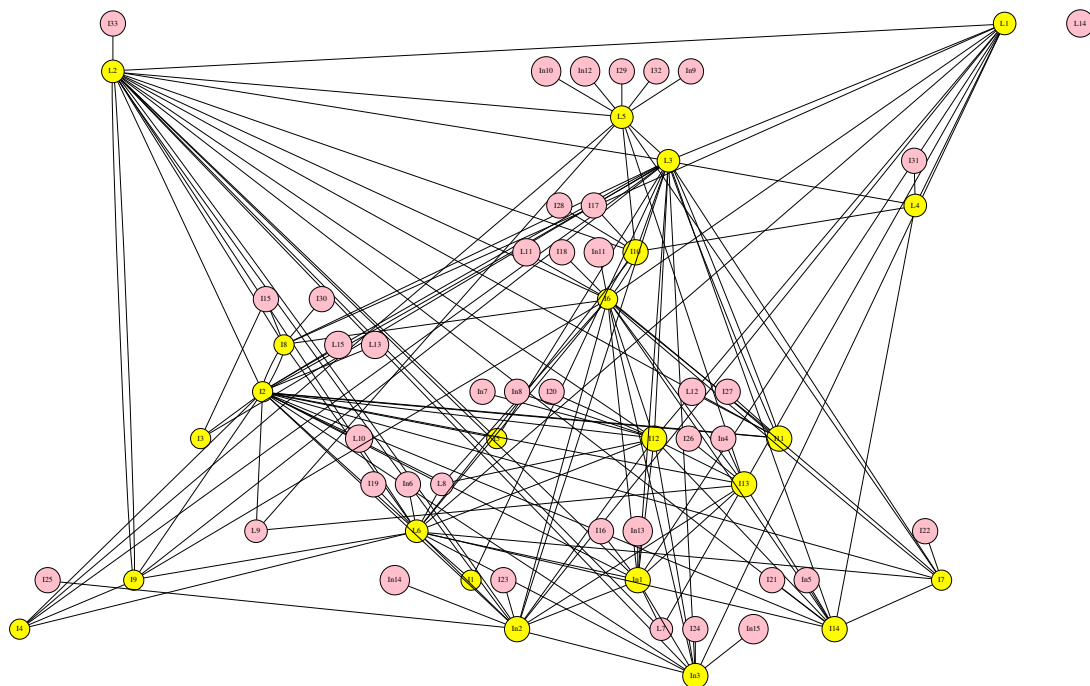 I33 L1 L14
L2 In10 In12 I29 I32 In9
L5
L3 I31
I28 I17 L4
L11 I18 In11 I10
I15 I30 I6
I8 L15 L13
I2 In7 In8 I20 L12 I27
I3 L10 I5 I12 I26 In4 I11
I19 In6 L8 I13
L9 L6 I16 In13 I22
I25 I9 In14 I1 I23 In1 I21 In5 I7
I4 In2 L7 I24 In15 I14
In3